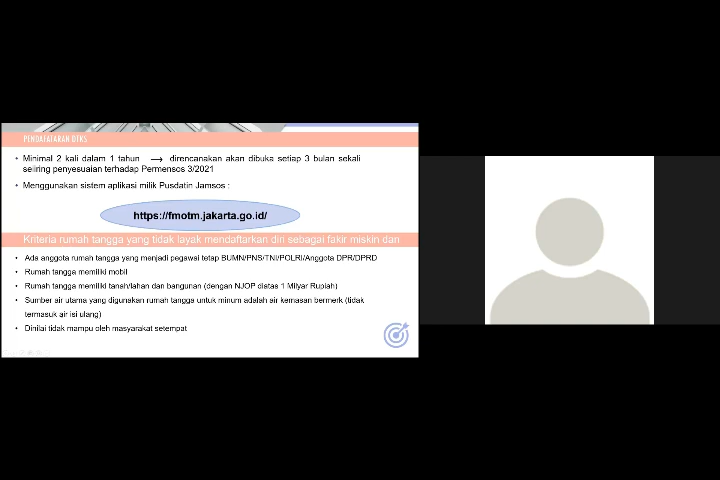 PENDAFATARAN DTKS
• Minimal 2 kali dalam 1 tahun → direncanakan akan dibuka setiap 3 bulan sekali
seiiring penyesuaian terhadap Permensos 3/2021
• Menggunakan sistem aplikasi milik Pusdatin Jamsos :
https://fmotm.jakarta.go.id/
Kriteria rumah tangga yang tidak layak mendaftarkan diri sebagai fakir miskin dan
• Ada anggota rumah tangga yang menjadi pegawai tetap BUMN/PNS/TNI/POLRI/Anggota DPR/DPRD
• Rumah tangga memiliki mobil
• Rumah tangga memiliki tanah/lahan dan bangunan (dengan NJOP diatas 1 Milyar Rupiah)
• Sumber air utama yang digunakan rumah tangga untuk minum adalah air kemasan bermerk (tidak
termasuk air isi ulang)
• Dinilai tidak mampu oleh masyarakat setempat